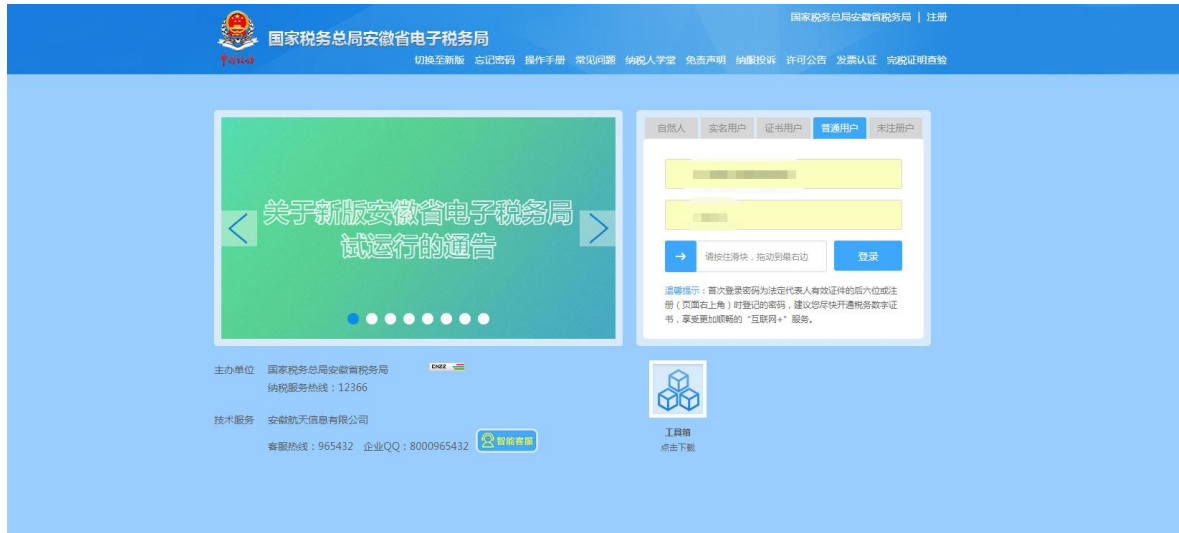 国家税务总局安徽省税务局 | 注册
国家税务总局安徽省电子税务局
中国税务
切换至新版 忘记密码 操作手册 常见问题 纳税人学堂 免责声明 纳服投诉 许可公告 发票认证 完税证明查验
自然人 实名用户 证书用户 普通用户 未注册户
关于新版安徽省电子税务局
试运行的通告
→ 请按住滑块，拖动到最右边 登录
温馨提示：首次登录密码为法定代表人有效证件的后六位或注
册（页面右上角）时登记的密码，建议您尽快开通税务数字证
书，享受更加顺畅的“互联网+”服务。
主办单位 国家税务总局安徽省税务局 CNZZ
纳税服务热线：12366
技术服务 安徽航天信息有限公司
客服热线：965432 企业QQ：8000965432 智能客服
工具箱
点击下载